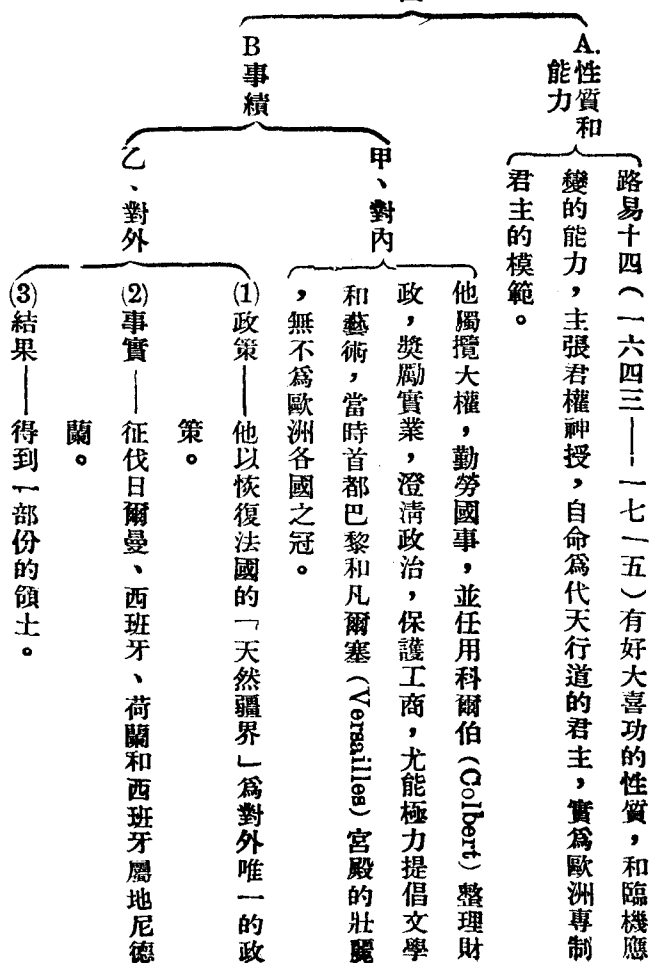 A.性質和
能力
路易十四(一六四三——一七一五)有好大喜功的性質，和臨機應
變的能力，主張君權神授，自命爲代天行道的君主，實爲歐洲專制
君主的模範。
B事績
甲、對內
他獨攬大權，勤勞國事，並任用科爾伯(Colbert)整理財
政，獎勵實業，澄淸政治，保護工商，尤能極力提倡文學
和藝術，當時首都巴黎和凡爾塞(Versailles)宮殿的壯麗
，無不爲歐洲各國之冠。
乙、對外
(1)政策——他以恢復法國的「天然疆界」爲對外唯一的政
策。
(2)事實——征伐日爾曼、西班牙、荷蘭和西班牙屬地尼德
蘭。
(3)結果——得到一部份的領土。